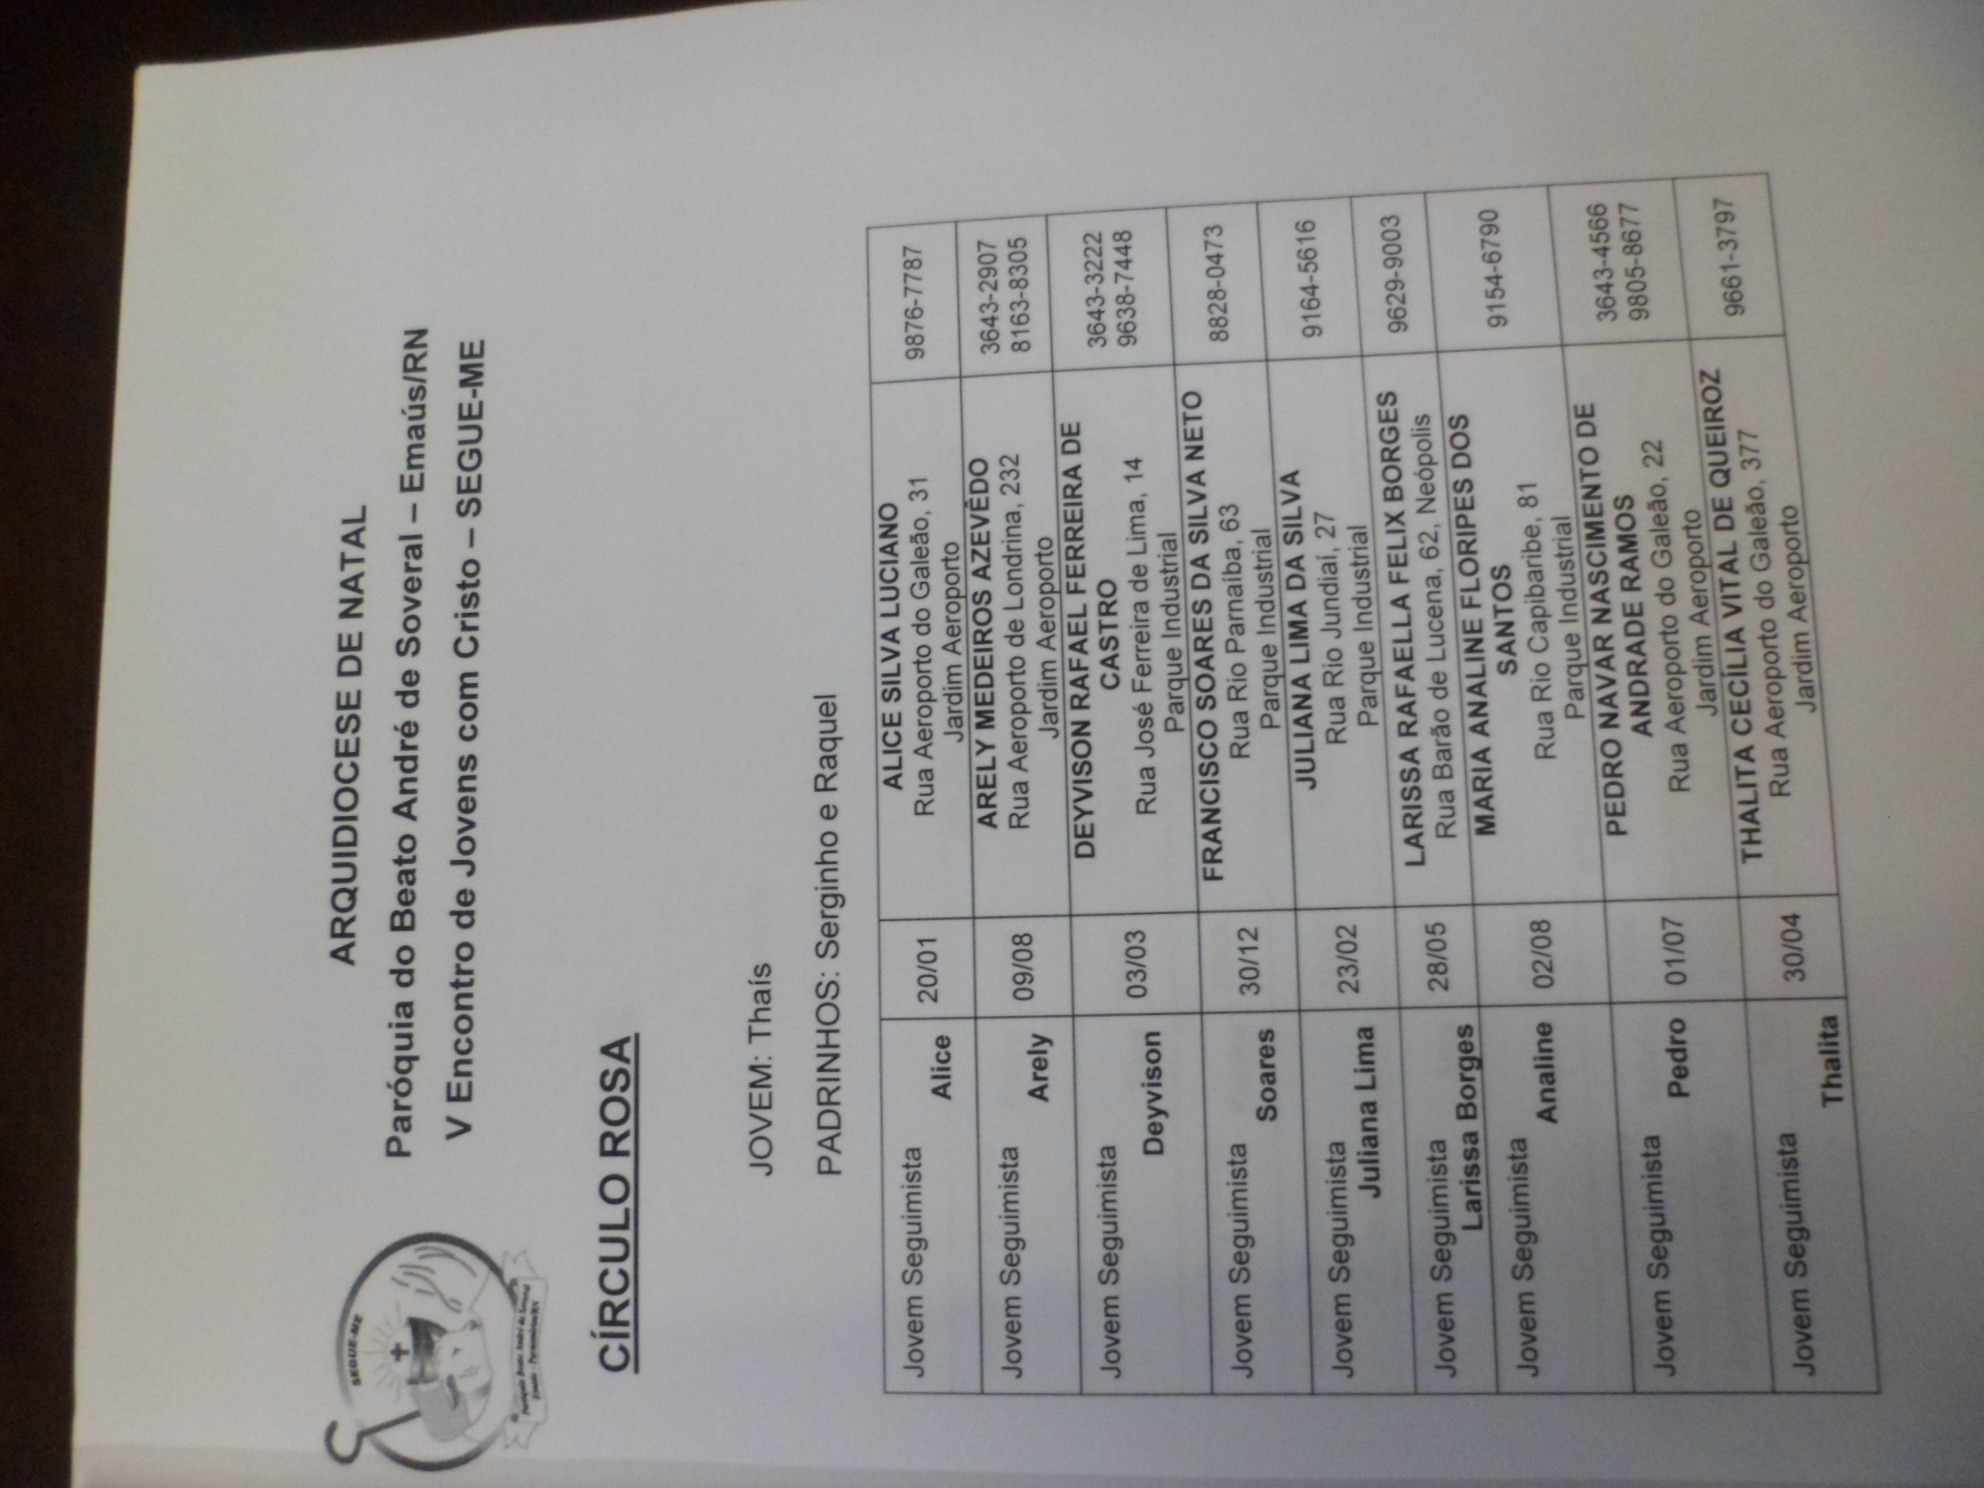 SEGUE-ME
ARQUIDIOCESE DE NATAL
Paróquia do Beato André de Soveral – Emaús/RN
V Encontro de Jovens com Cristo – SEGUE-ME
CÍRCULO ROSA
JOVEM: Thaís
PADRINHOS: Serginho e Raquel
Jovem Seguimista
Alice
20/01
ALICE SILVA LUCIANO
Rua Aeroporto do Galeão, 31
Jardim Aeroporto
9876-7787
Jovem Seguimista
Arely
09/08
ARELY MEDEIROS AZEVÊDO
Rua Aeroporto de Londrina, 232
Jardim Aeroporto
3643-2907
8163-8305
Jovem Seguimista
Deyvison
03/03
DEYVISON RAFAEL FERREIRA DE
CASTRO
Rua José Ferreira de Lima, 14
Parque Industrial
3643-3222
9638-7448
Jovem Seguimista
Soares
30/12
FRANCISCO SOARES DA SILVA NETO
Rua Rio Parnaíba, 63
Parque Industrial
8828-0473
Jovem Seguimista
Juliana Lima
23/02
JULIANA LIMA DA SILVA
Rua Rio Jundiaí, 27
Parque Industrial
9164-5616
Jovem Seguimista
Larissa Borges
28/05
LARISSA RAFAELLA FELIX BORGES
Rua Barão de Lucena, 62, Neópolis
9629-9003
Jovem Seguimista
Analine
02/08
MARIA ANALINE FLORIPES DOS
SANTOS
Rua Rio Capibaribe, 81
Parque Industrial
9154-6790
Jovem Seguimista
Pedro
01/07
PEDRO NAVAR NASCIMENTO DE
ANDRADE RAMOS
Rua Aeroporto do Galeão, 22
Jardim Aeroporto
3643-4566
9805-8677
Jovem Seguimista
Thalita
30/04
THALITA CECÍLIA VITAL DE QUEIROZ
Rua Aeroporto do Galeão, 377
Jardim Aeroporto
9661-3797